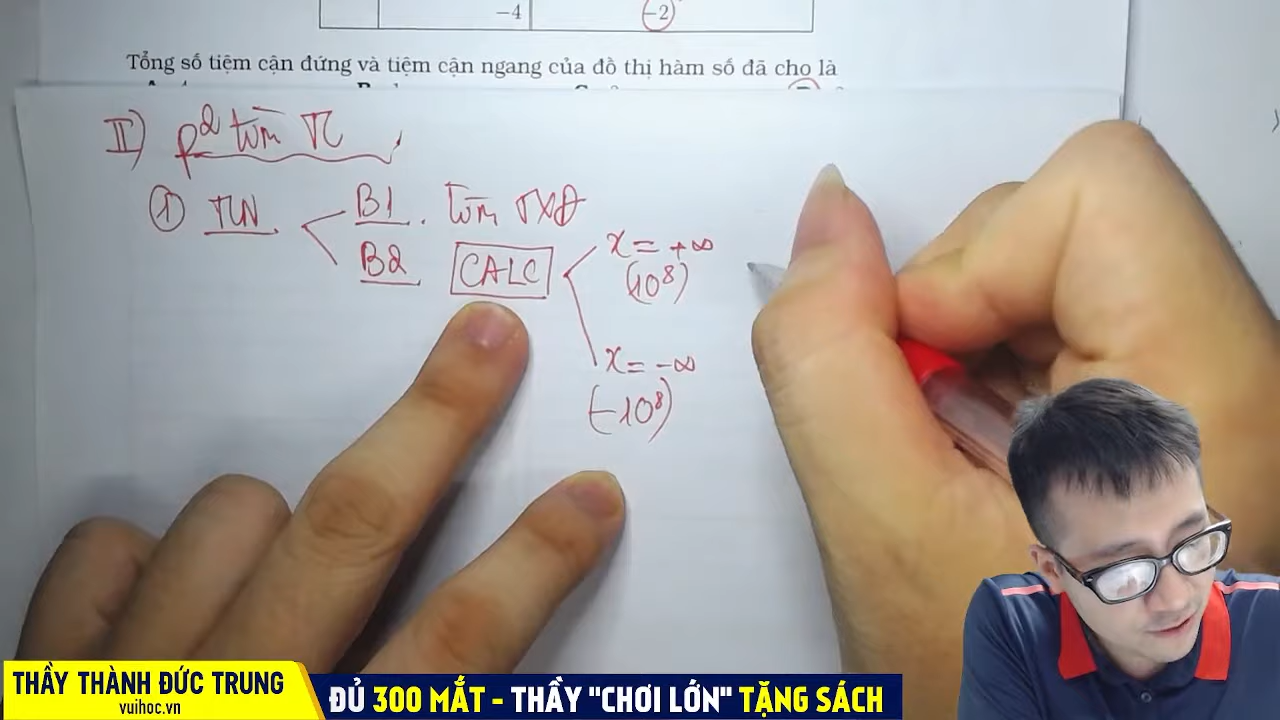 -4
-2
Tổng số tiệm cận đứng và tiệm cận ngang của đồ thị hàm số đã cho là
II) p² tìm TC
① TCN
B1. tìm TXĐ
B2 CALC
x = +∞
(10⁸)
x = -∞
(-10⁸)
THẦY THÀNH ĐỨC TRUNG
vuihoc.vn
ĐỦ 300 MẮT - THẦY "CHƠI LỚN" TẶNG SÁCH